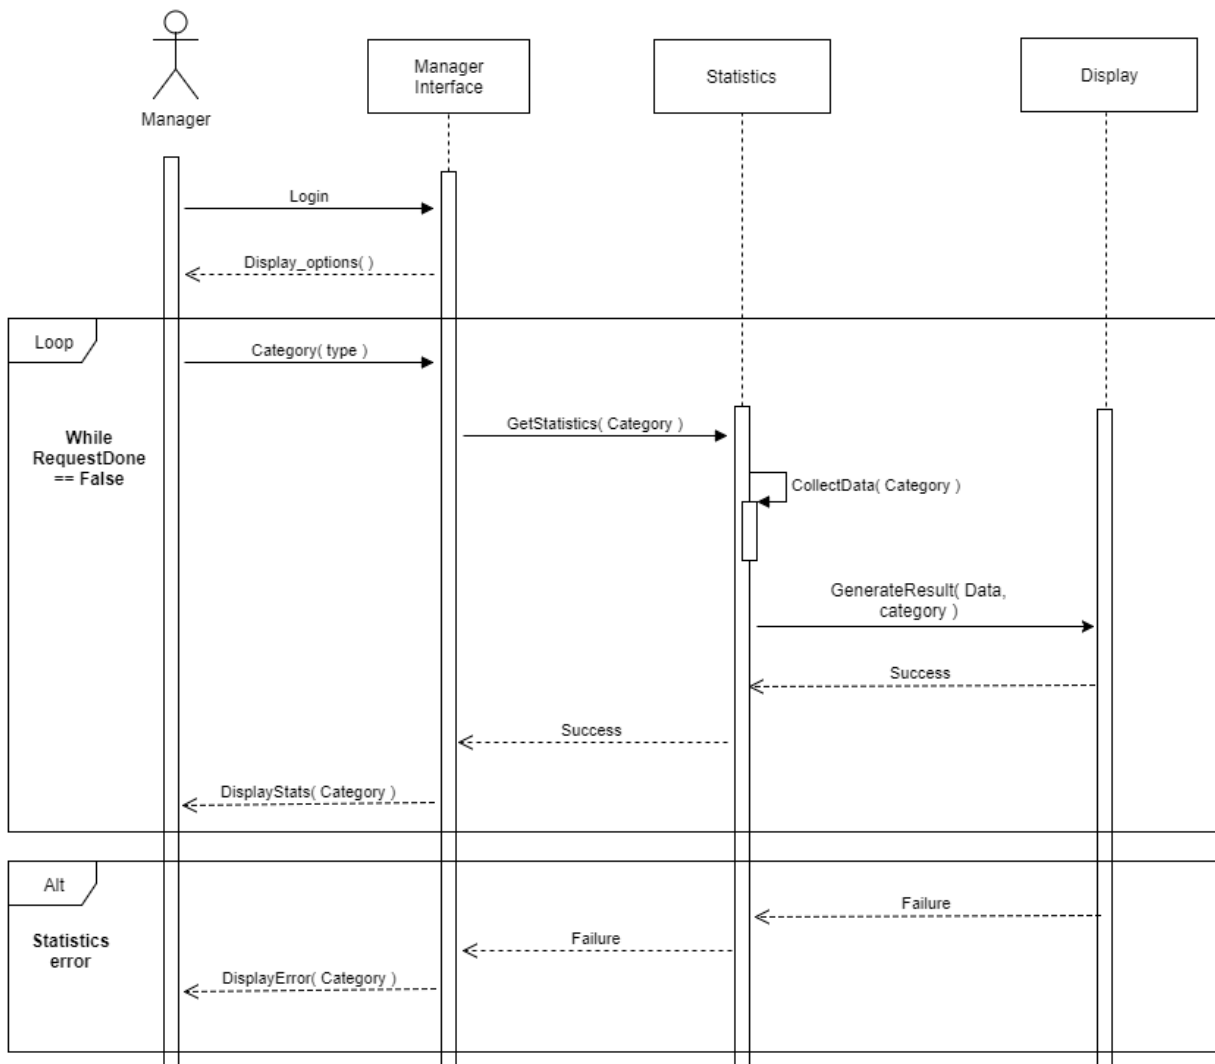 Manager
Manager
Interface
Statistics
Display
Login
Display_options( )
Loop
Category( type )
While
RequestDone
== False
GetStatistics( Category )
CollectData( Category )
GenerateResult( Data,
category )
Success
Success
DisplayStats( Category )
Alt
Statistics
error
Failure
Failure
DisplayError( Category )